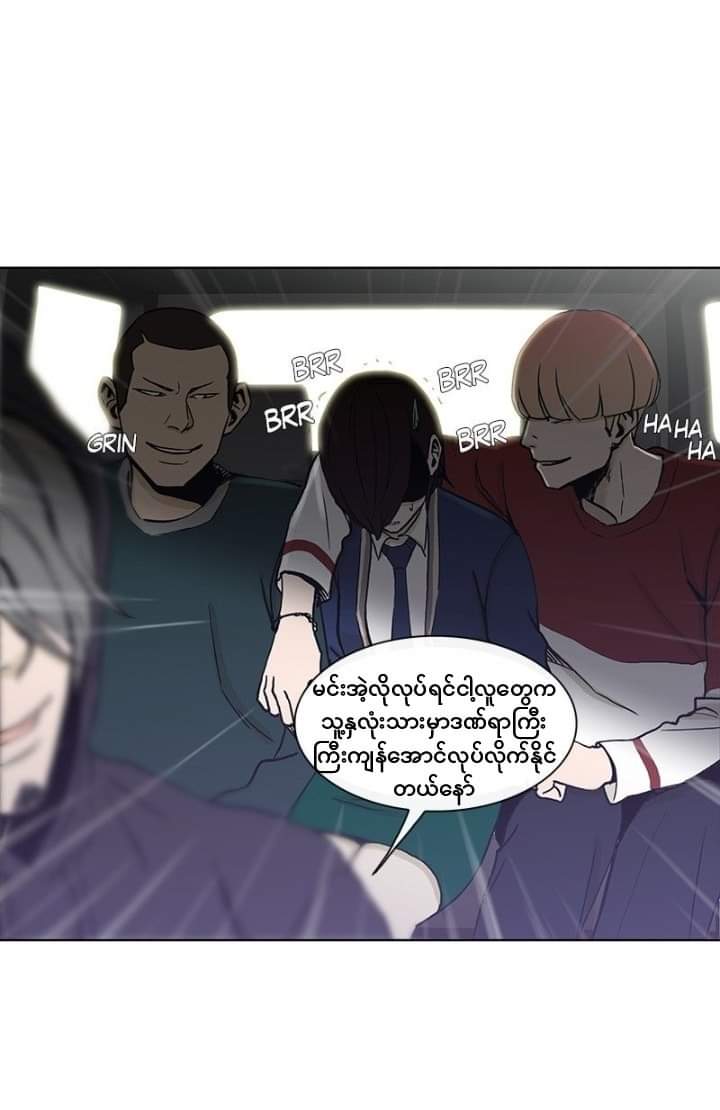 BRR
BRR
BRR
BRR
GRIN
HA HA
HA
မင်းအဲ့လိုလုပ်ရင်ငါ့လူတွေက
သူ့နှလုံးသားမှာဒဏ်ရာကြီး
ကြီးကျန်အောင်လုပ်လိုက်နိုင်
တယ်နော်